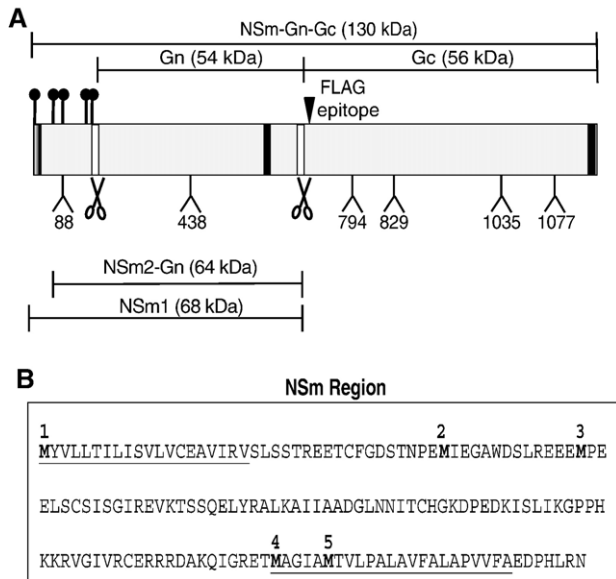 A
NSm-Gn-Gc (130 kDa)
Gn (54 kDa)
Gc (56 kDa)
FLAG
epitope
88
438
794
829
1035
1077
NSm2-Gn (64 kDa)
NSm1 (68 kDa)
B
NSm Region
1 2 3
MYVLLTILISVLVCEAVIRVSLSSTREETCFGDSTNPEMIEGAWDSLREEEMPE
ELSCSISGIREVKTSSQELYRALKAIIAADGLNNITCHGKDPEDKISLIKGPPH
4 5
KKRVGIVRCERRRDAKQIGRETMAGIAMTVLPALAVFALAPVVFAEDPHLRN